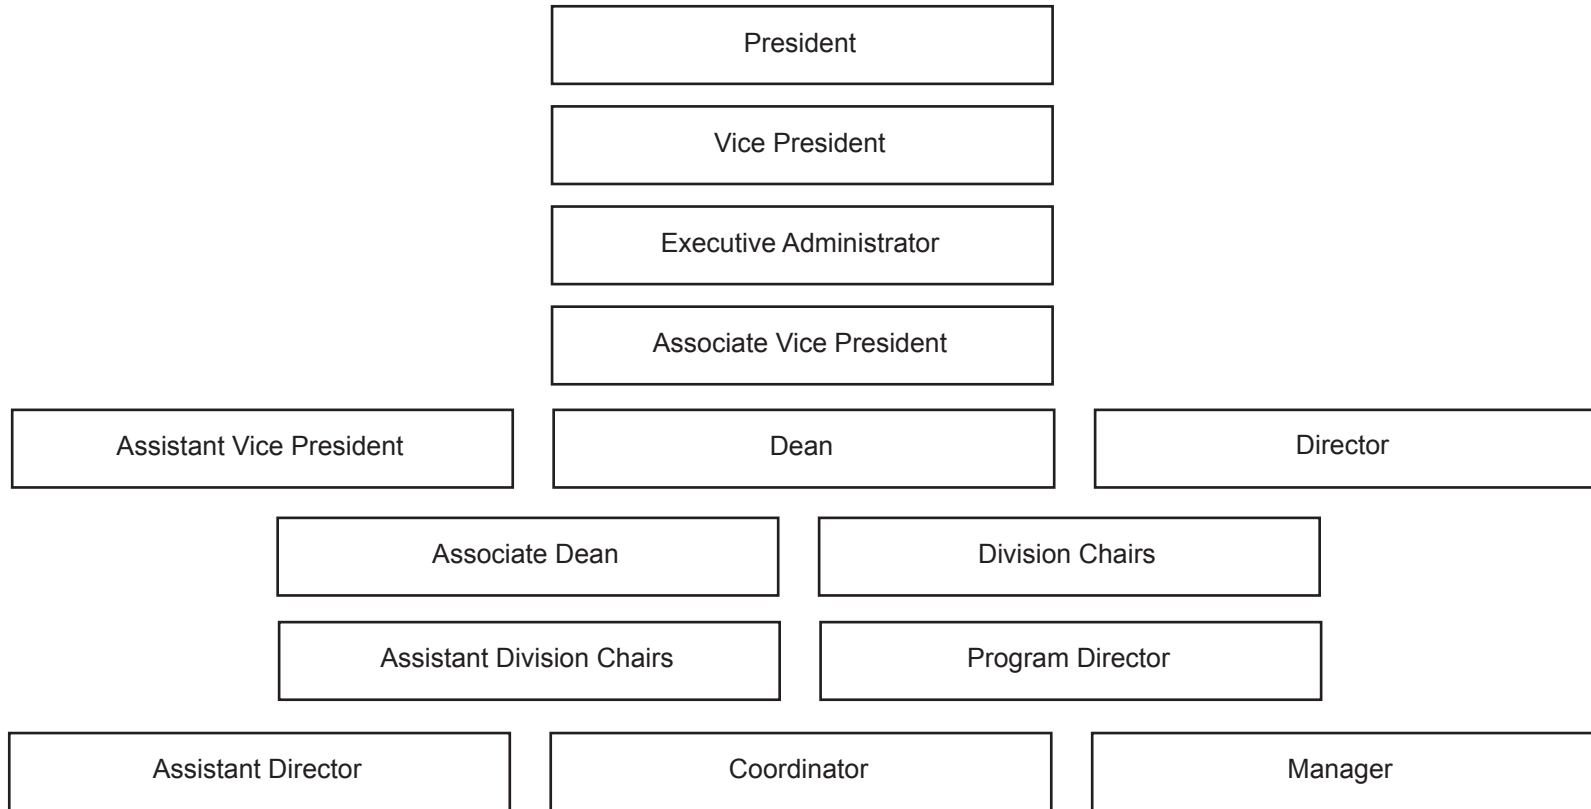 President
Vice President
Executive Administrator
Associate Vice President
Assistant Vice President
Dean
Director
Associate Dean
Division Chairs
Assistant Division Chairs
Program Director
Assistant Director
Coordinator
Manager